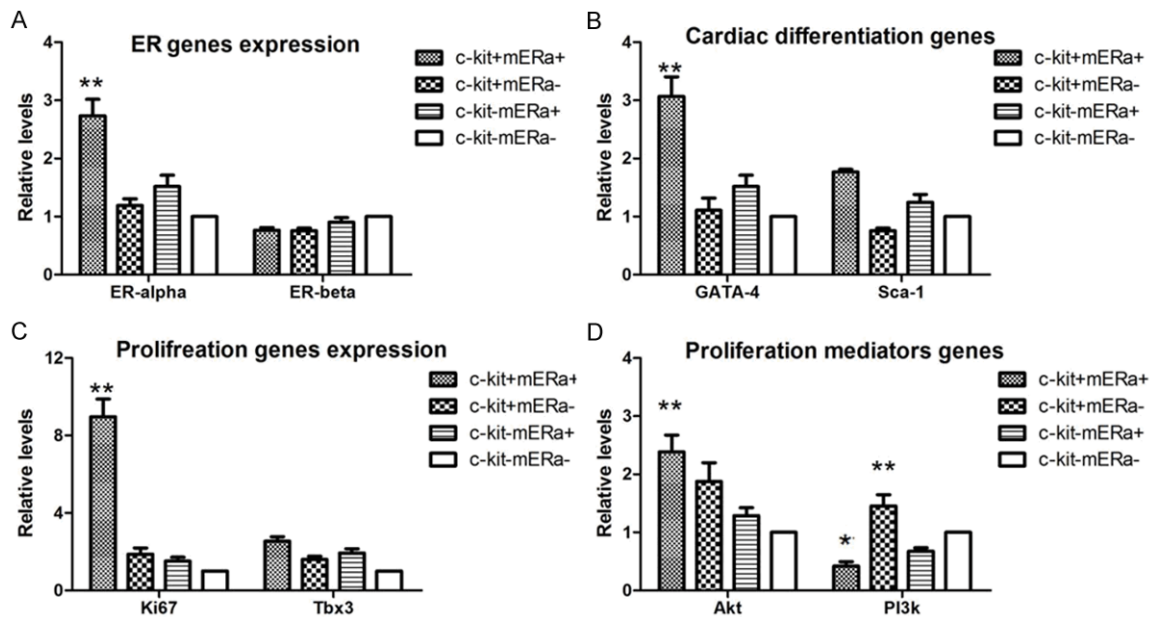 A
ER genes expression
4
3
2
1
0
Relative levels
**
ER-alpha
ER-beta
c-kit+mERa+
c-kit+mERa-
c-kit-mERa+
c-kit-mERa-
B
Cardiac differentiation genes
4
3
2
1
0
Relative levels
**
GATA-4
Sca-1
c-kit+mERa+
c-kit+mERa-
c-kit-mERa+
c-kit-mERa-
C
Prolifreation genes expression
12
8
4
0
Relative levels
**
Ki67
Tbx3
c-kit+mERa+
c-kit+mERa-
c-kit-mERa+
c-kit-mERa-
D
Proliferation mediators genes
4
3
2
1
0
Relative levels
**
*
**
Akt
PI3k
c-kit+mERa+
c-kit+mERa-
c-kit-mERa+
c-kit-mERa-